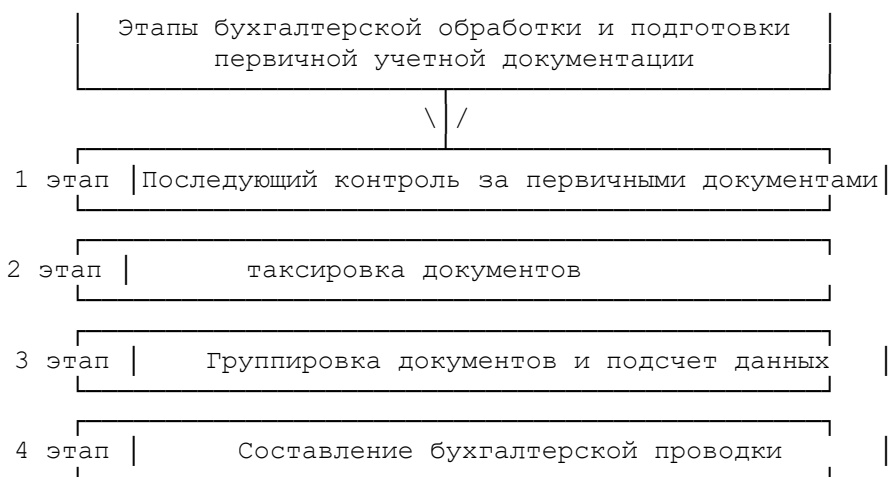 Этапы бухгалтерской обработки и подготовки
первичной учетной документации
1 этап Последующий контроль за первичными документами
2 этап таксировка документов
3 этап Группировка документов и подсчет данных
4 этап Составление бухгалтерской проводки